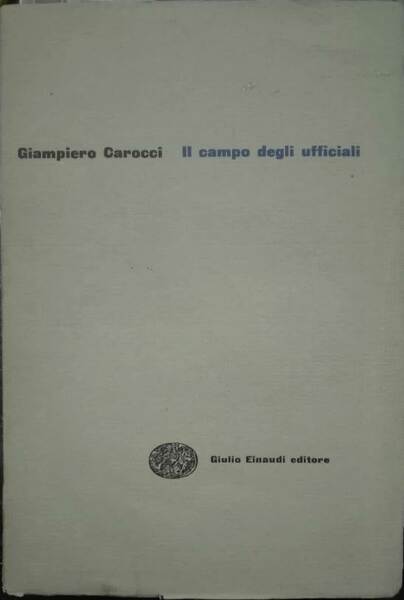 Giampiero Carocci Il campo degli ufficiali
Giulio Einaudi editore